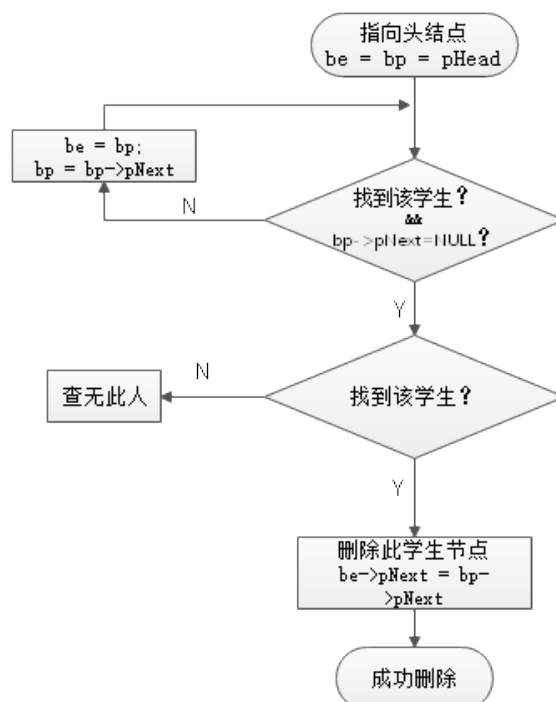 指向头结点
be = bp = pHead
be = bp;
bp = bp->pNext
N
找到该学生？
&&
bp->pNext=NULL？
Y
N
查无此人
找到该学生？
Y
删除此学生节点
be->pNext = bp-
>pNext
成功删除